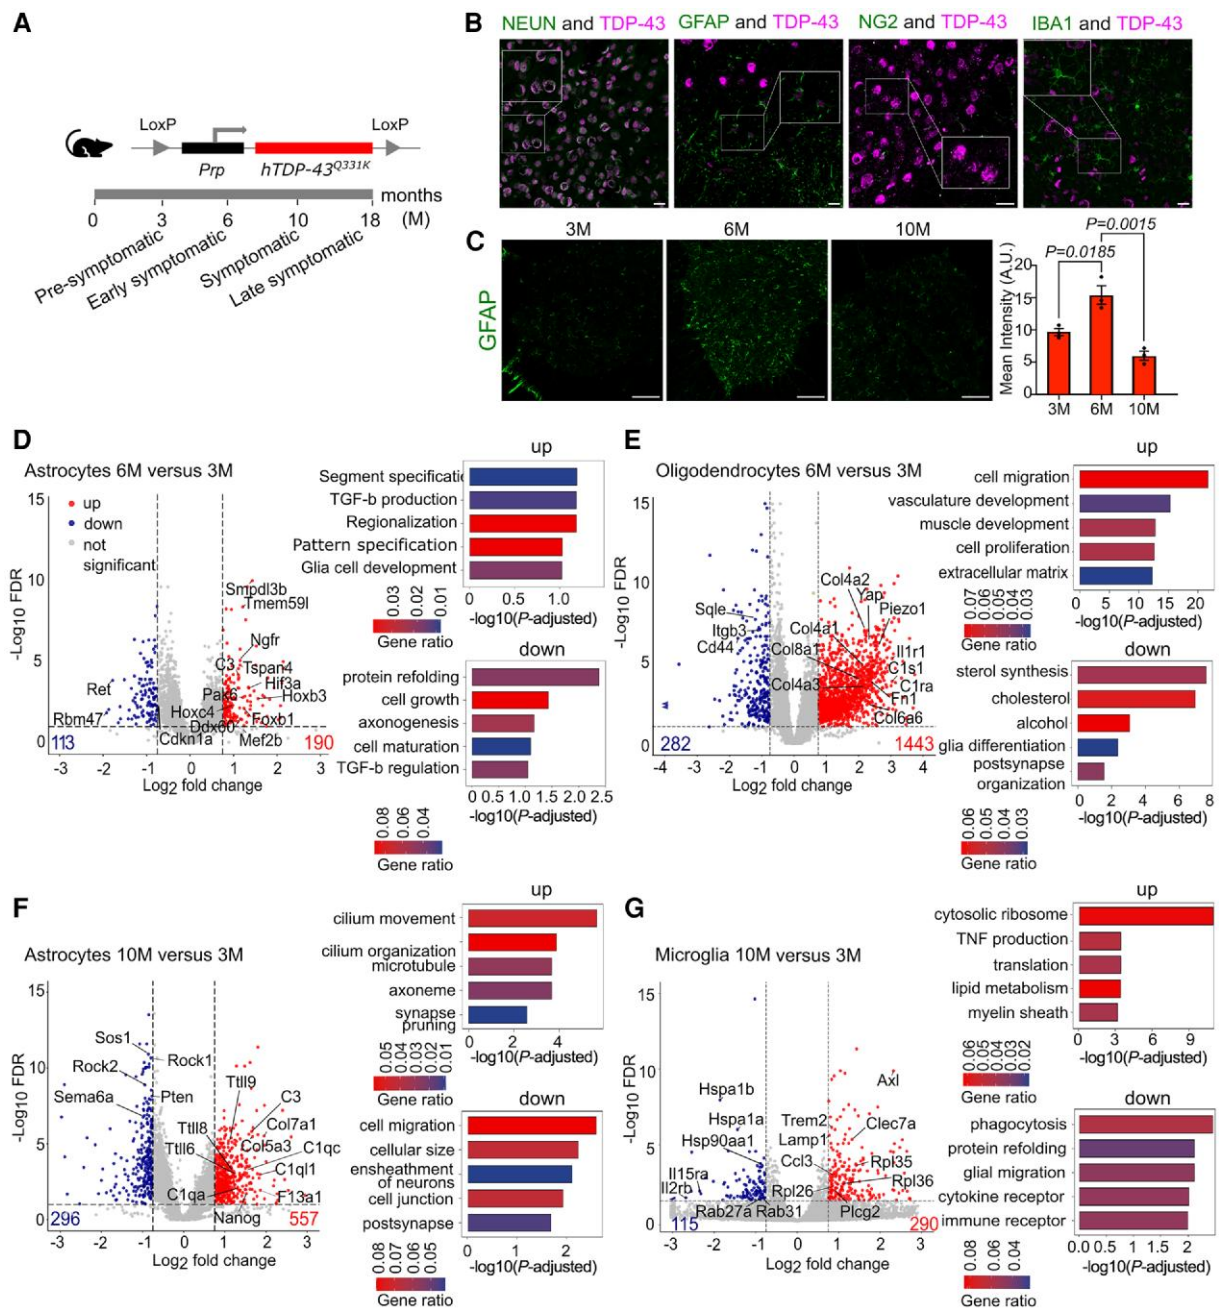 A
LoxP
LoxP
Prp
hTDP-43Q331K
months
0
3
6
10
18
(M)
Pre-symptomatic
Early symptomatic
Symptomatic
Late symptomatic
B
NEUN and TDP-43
GFAP and TDP-43
NG2 and TDP-43
IBA1 and TDP-43
C
GFAP
3M
6M
10M
P=0.0015
P=0.0185
Mean Intensity (A.U.)
20
15
10
5
0
3M
6M
10M
D
Astrocytes 6M versus 3M
up
down
not
significant
-Log10 FDR
15
10
5
0
Smpdl3b
Tmem59l
Ngfr
C3
Tspan4
Hif3a
Pak6
Hoxb3
Hoxc4
Foxb1
Ddx60
Cdkn1a
Mef2b
Ret
Rbm47
113
190
-3
-2
-1
0
1
2
3
Log2 fold change
up
Segment specificati
TGF-b production
Regionalization
Pattern specification
Glia cell development
0
0.5
1.0
-log10(P-adjusted)
0.03
0.02
0.01
Gene ratio
down
protein refolding
cell growth
axonogenesis
cell maturation
TGF-b regulation
0
0.5
1.0
1.5
2.0
2.5
-log10(P-adjusted)
0.08
0.06
0.04
Gene ratio
E
Oligodendrocytes 6M versus 3M
-Log10 FDR
15
10
5
0
Col4a2
Yap
Piezo1
Sqle
Itgb3
Cd44
Col4a1
Col8a1
Il1r1
C1s1
Col4a3
C1ra
Fn1
Col6a6
282
1443
-4
-3
-2
-1
0
1
2
3
4
Log2 fold change
up
cell migration
vasculature development
muscle development
cell proliferation
extracellular matrix
0
5
10
15
20
-log10(P-adjusted)
0.07
0.06
0.05
0.04
0.03
Gene ratio
down
sterol synthesis
cholesterol
alcohol
glia differentiation
postsynapse
organization
0
2
4
6
8
-log10(P-adjusted)
0.06
0.05
0.04
0.03
Gene ratio
F
Astrocytes 10M versus 3M
-Log10 FDR
15
10
5
0
Sos1
Rock1
Rock2
Sema6a
Pten
Ttll9
C3
Ttll8
Col7a1
Ttll6
Col5a3
C1qc
C1ql1
C1qa
F13a1
Nanog
296
557
-3
-2
-1
0
1
2
3
Log2 fold change
up
cilium movement
cilium organization
microtubule
axoneme
synapse
pruning
0
2
4
-log10(P-adjusted)
0.05
0.04
0.03
0.02
0.01
Gene ratio
down
cell migration
cellular size
ensheathment
of neurons
cell junction
postsynapse
0
1
2
-log10(P-adjusted)
0.08
0.07
0.06
0.05
Gene ratio
G
Microglia 10M versus 3M
-Log10 FDR
15
10
5
0
Hspa1b
Axl
Hspa1a
Trem2
Clec7a
Hsp90aa1
Lamp1
Ccl3
Rpl35
Il15ra
Rpl36
Il2rb
Rpl26
Rab27a
Rab31
Plcg2
115
290
-3
-2
-1
0
1
2
3
Log2 fold change
up
cytosolic ribosome
TNF production
translation
lipid metabolism
myelin sheath
0
3
6
9
-log10(P-adjusted)
0.06
0.05
0.04
0.03
0.02
Gene ratio
down
phagocytosis
protein refolding
glial migration
cytokine receptor
immune receptor
0.0
0.5
1
1.5
2
2.5
-log10(P-adjusted)
0.08
0.06
0.04
Gene ratio